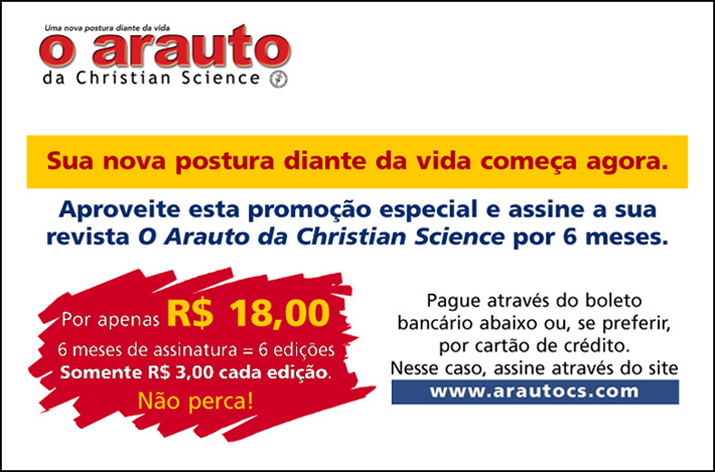 Uma nova postura diante da vida
o arauto
da Christian Science
Sua nova postura diante da vida começa agora.
Aproveite esta promoção especial e assine a sua
revista O Arauto da Christian Science por 6 meses.
Por apenas R$ 18,00
6 meses de assinatura = 6 edições
Somente R$ 3,00 cada edição.
Não perca!
Pague através do boleto
bancário abaixo ou, se preferir,
por cartão de crédito.
Nesse caso, assine através do site
www.arautocs.com